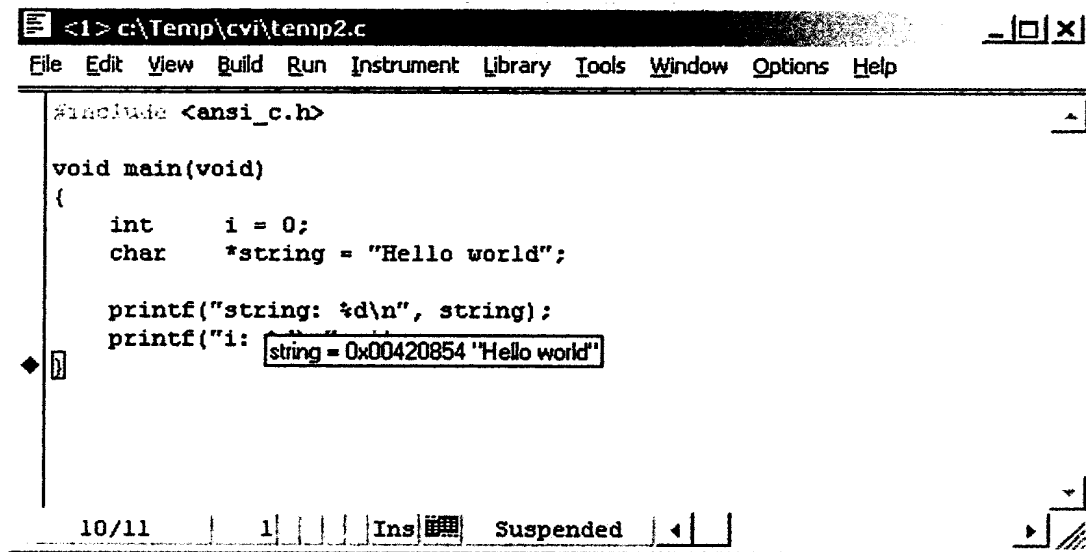 <1> c:\Temp\cvi\temp2.c
File Edit View Build Run Instrument Library Tools Window Options Help
#include <ansi_c.h>
void main(void)
{
int i = 0;
char *string = "Hello world";
printf("string: %d\n", string);
printf("i:
string = 0x00420854 "Hello world"
}
10/11 1 Ins Suspended